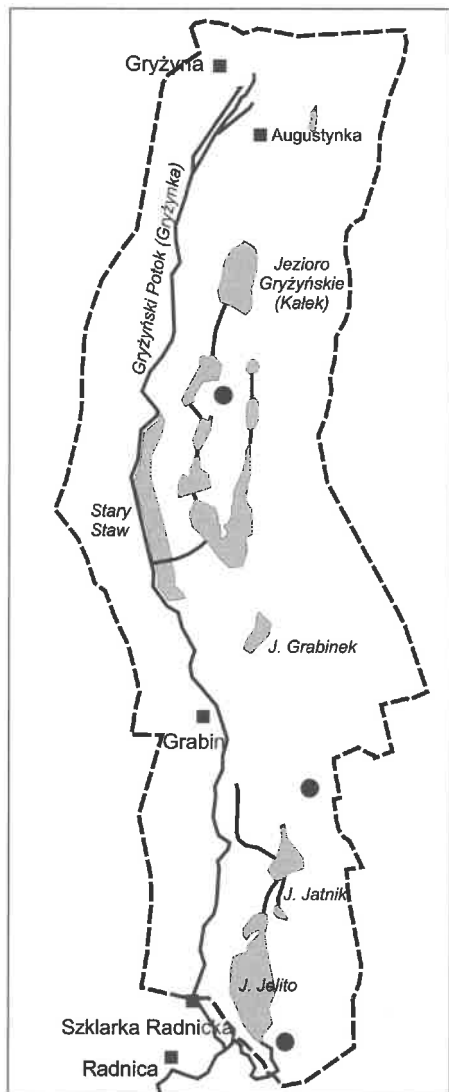 Gryżyna
Augustynka
Gryżyński Potok (Gryżynka)
Jezioro
Gryżyńskie
(Kałek)
Stary
Staw
J. Grabinek
Grabin
J. Jatnik
J. Jelito
Szklarka Radnicka
Radnica